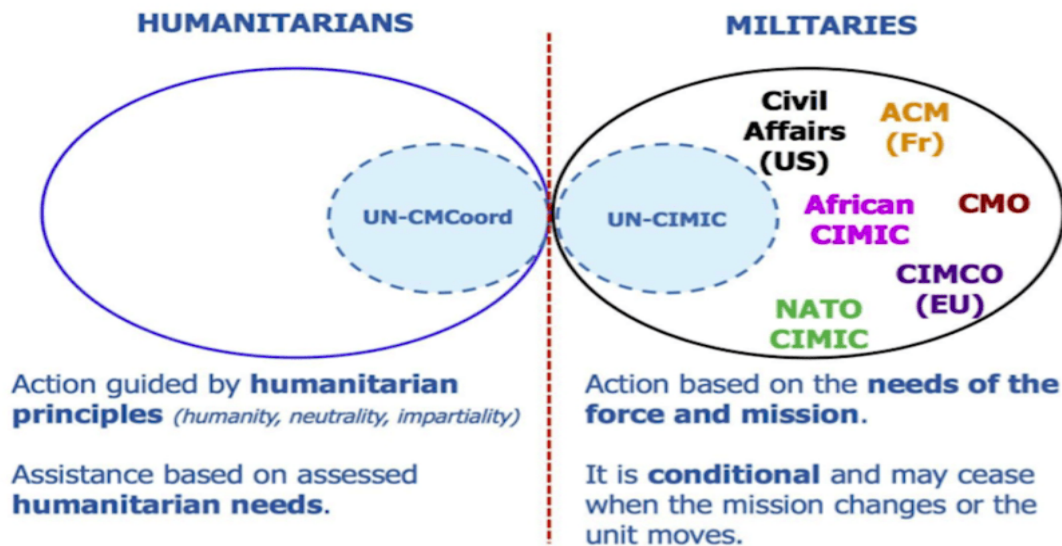 HUMANITARIANS
MILITARIES
UN-CMCoord
UN-CIMIC
Civil
Affairs
(US)
ACM
(Fr)
African
CIMIC
CMO
CIMCO
(EU)
NATO
CIMIC
Action guided by humanitarian
principles (humanity, neutrality, impartiality)
Assistance based on assessed
humanitarian needs.
Action based on the needs of the
force and mission.
It is conditional and may cease
when the mission changes or the
unit moves.